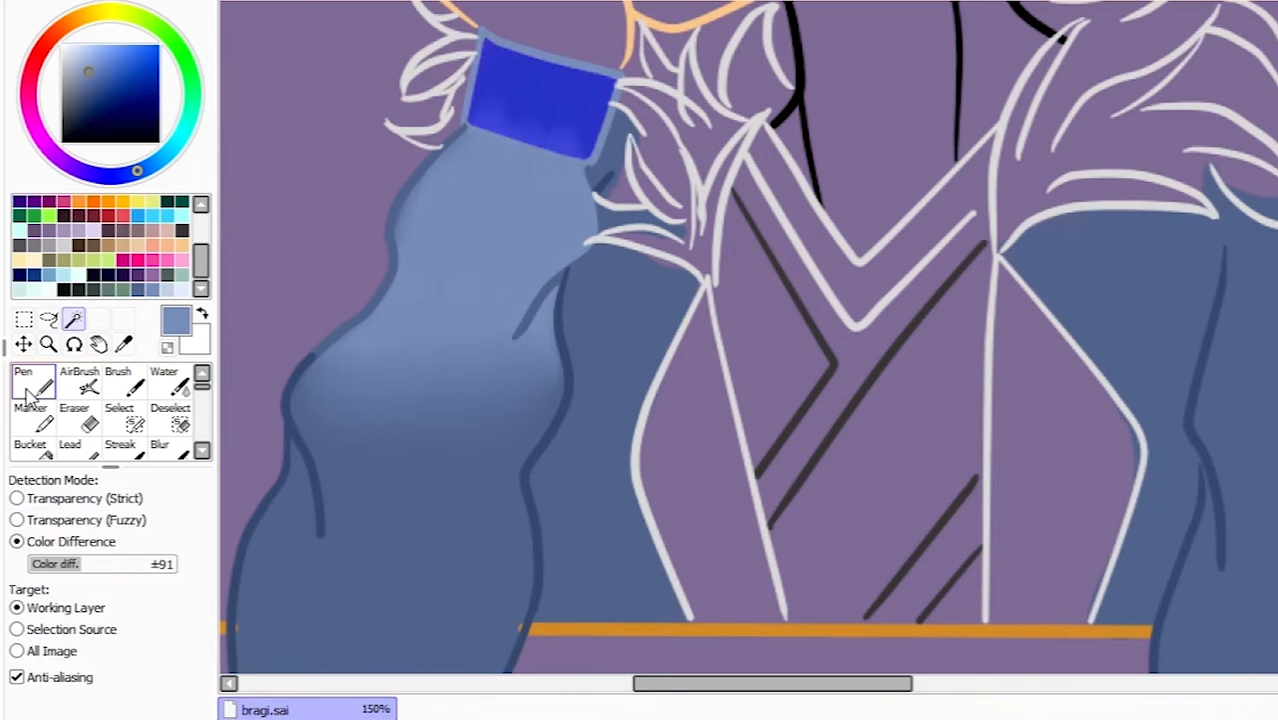 Pen AirBrush Brush Water
Marker Eraser Select Deselect
Bucket Lead Streak Blur
Detection Mode:
Transparency (Strict)
Transparency (Fuzzy)
Color Difference
Color diff. ±91
Target:
Working Layer
Selection Source
All Image
Anti-aliasing
bragi.sai 150%